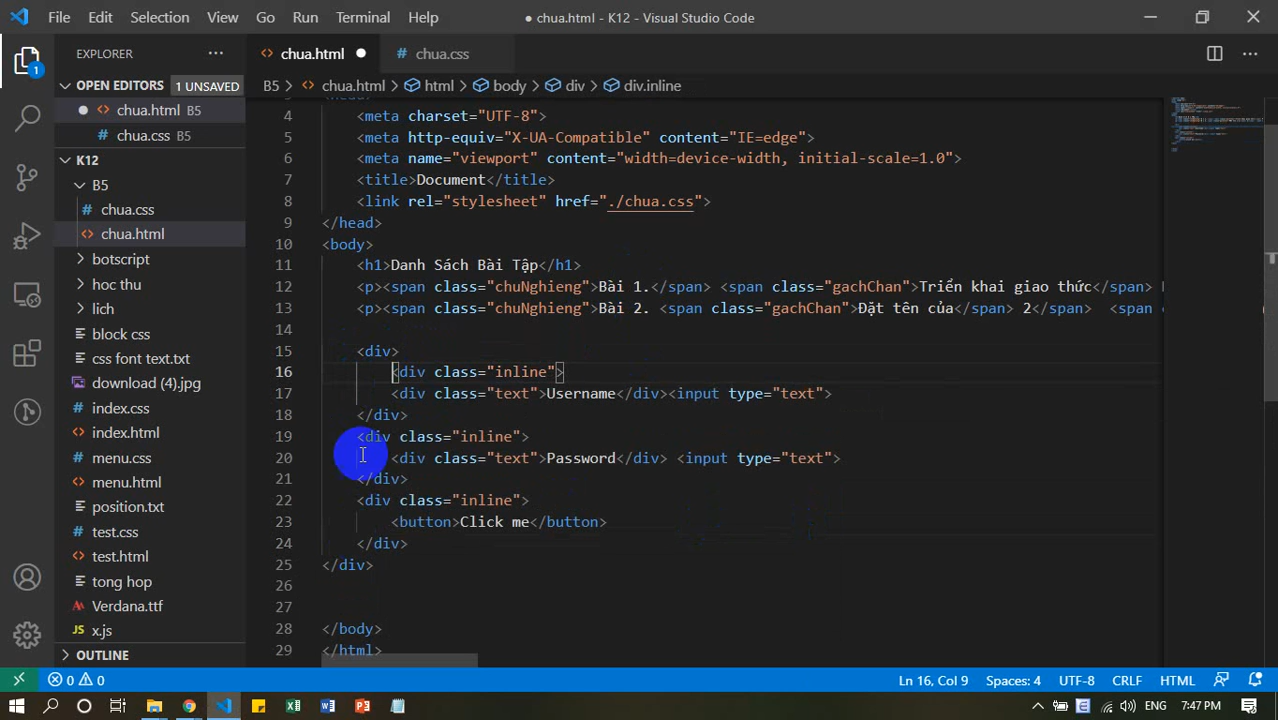 File Edit Selection View Go Run Terminal Help
● chua.html - K12 - Visual Studio Code
EXPLORER
chua.html
chua.css
OPEN EDITORS 1 UNSAVED
B5 > chua.html > html > body > div > div.inline
chua.html B5
chua.css B5
K12
B5
chua.css
chua.html
botscript
hoc thu
lich
block css
css font text.txt
download (4).jpg
index.css
index.html
menu.css
menu.html
position.txt
test.css
test.html
tong hop
Verdana.ttf
x.js
OUTLINE
1
4 <meta charset="UTF-8">
5 <meta http-equiv="X-UA-Compatible" content="IE=edge">
6 <meta name="viewport" content="width=device-width, initial-scale=1.0">
7 <title>Document</title>
8 <link rel="stylesheet" href="./chua.css">
9 </head>
10 <body>
11 <h1>Danh Sách Bài Tập</h1>
12 <p><span class="chuNghieng">Bài 1.</span> <span class="gachChan">Triển khai giao thức</span>
13 <p><span class="chuNghieng">Bài 2. <span class="gachChan">Đặt tên của</span> 2</span> <span class="g
14
15 <div>
16 <div class="inline">
17 <div class="text">Username</div><input type="text">
18 </div>
19 <div class="inline">
20 <div class="text">Password</div> <input type="text">
21 </div>
22 <div class="inline">
23 <button>Click me</button>
24 </div>
25 </div>
26
27
28 </body>
29 </html>
0 0 Ln 16, Col 9 Spaces: 4 UTF-8 CRLF HTML
ENG 7:47 PM